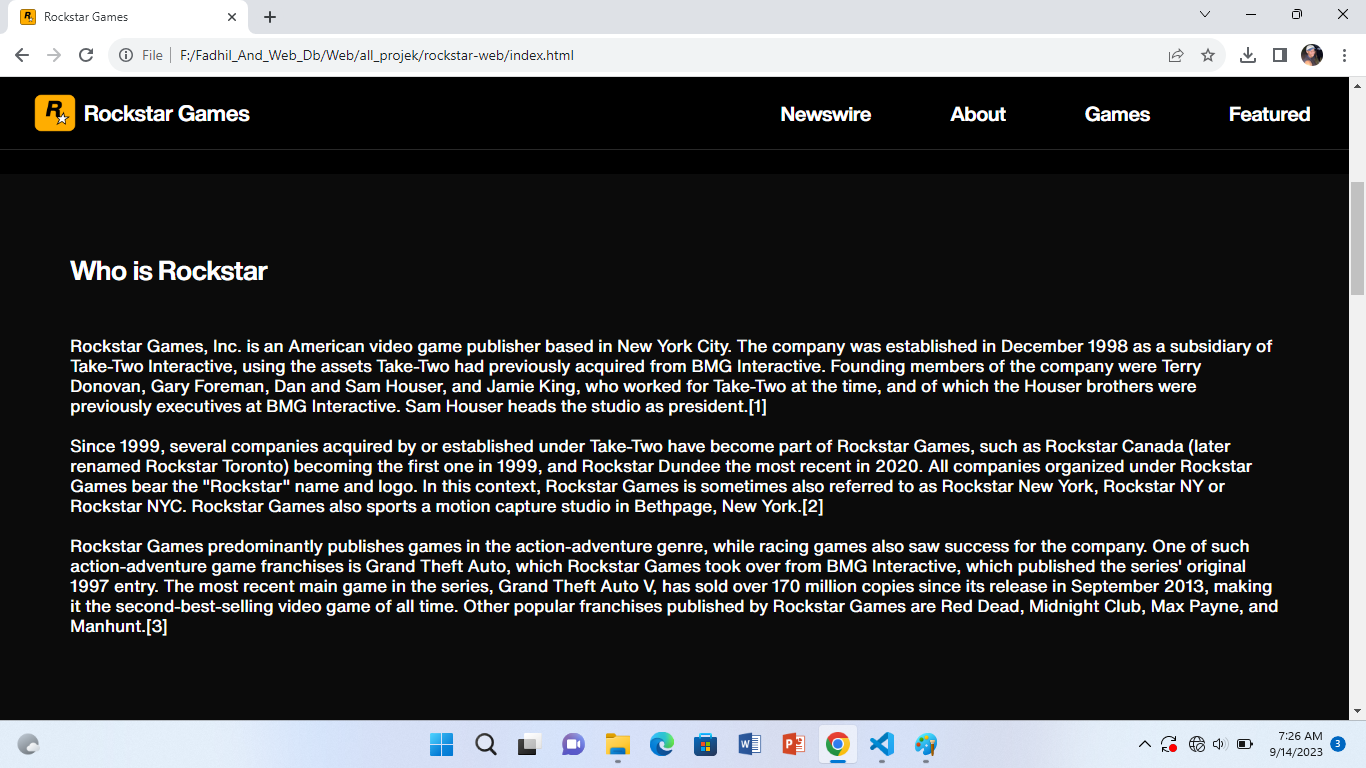 Rockstar Games
File
F:/Fadhil_And_Web_Db/Web/all_projek/rockstar-web/index.html
R
Rockstar Games
Newswire
About
Games
Featured
Who is Rockstar
Rockstar Games, Inc. is an American video game publisher based in New York City. The company was established in December 1998 as a subsidiary of
Take-Two Interactive, using the assets Take-Two had previously acquired from BMG Interactive. Founding members of the company were Terry
Donovan, Gary Foreman, Dan and Sam Houser, and Jamie King, who worked for Take-Two at the time, and of which the Houser brothers were
previously executives at BMG Interactive. Sam Houser heads the studio as president.[1]
Since 1999, several companies acquired by or established under Take-Two have become part of Rockstar Games, such as Rockstar Canada (later
renamed Rockstar Toronto) becoming the first one in 1999, and Rockstar Dundee the most recent in 2020. All companies organized under Rockstar
Games bear the "Rockstar" name and logo. In this context, Rockstar Games is sometimes also referred to as Rockstar New York, Rockstar NY or
Rockstar NYC. Rockstar Games also sports a motion capture studio in Bethpage, New York.[2]
Rockstar Games predominantly publishes games in the action-adventure genre, while racing games also saw success for the company. One of such
action-adventure game franchises is Grand Theft Auto, which Rockstar Games took over from BMG Interactive, which published the series' original
1997 entry. The most recent main game in the series, Grand Theft Auto V, has sold over 170 million copies since its release in September 2013, making
it the second-best-selling video game of all time. Other popular franchises published by Rockstar Games are Red Dead, Midnight Club, Max Payne, and
Manhunt.[3]
7:26 AM
9/14/2023
3